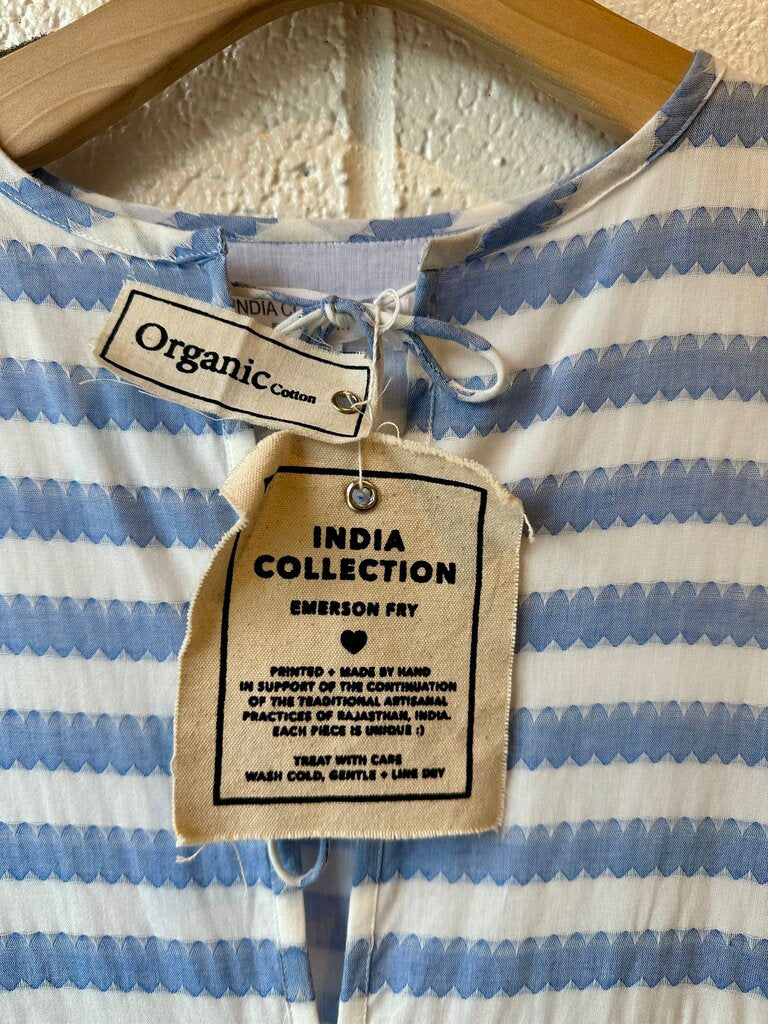 INDIA C
Organic Cotton
INDIA
COLLECTION
EMERSON FRY
PRINTED + MADE BY HAND
IN SUPPORT OF THE CONTINUATION
OF THE TRADITIONAL ARTISANAL
PRACTICES OF RAJASTHAN, INDIA.
EACH PIECE IS UNIQUE :)
TREAT WITH CARE
WASH COLD, GENTLE + LINE DRY